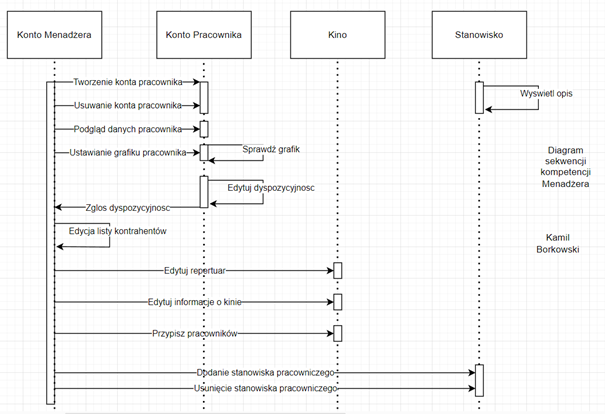 Konto Menadżera
Konto Pracownika
Kino
Stanowisko
Tworzenie konta pracownika
Wyswietl opis
Usuwanie konta pracownika
Podgląd danych pracownika
Sprawdź grafik
Ustawianie grafiku pracownika
Diagram
sekwencji
kompetencji
Menadżera
Edytuj dyspozycyjnosc
Zglos dyspozycyjnosc
Edycja listy kontrahentów
Kamil
Borkowski
Edytuj repertuar
Edytuj informacje o kinie
Przypisz pracowników
Dodanie stanowiska pracowniczego
Usunięcie stanowiska pracowniczego